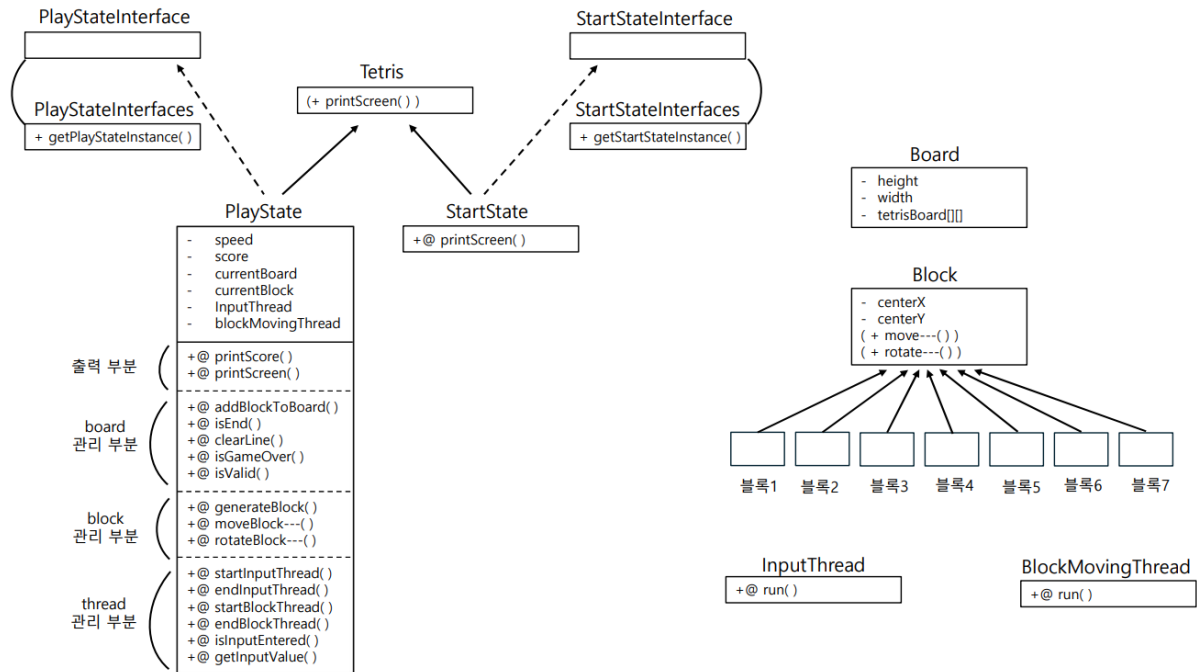 PlayStateInterface
PlayStateInterfaces
+ getPlayStateInstance( )
Tetris
(+ printScreen( ) )
StartStateInterface
StartStateInterfaces
+ getStartStateInstance( )
PlayState
- speed
- score
- currentBoard
- currentBlock
- InputThread
- blockMovingThread
출력 부분
+@ printScore( )
+@ printScreen( )
board
관리 부분
+@ addBlockToBoard( )
+@ isEnd( )
+@ clearLine( )
+@ isGameOver( )
+@ isValid( )
block
관리 부분
+@ generateBlock( )
+@ moveBlock---( )
+@ rotateBlock---( )
thread
관리 부분
+@ startInputThread( )
+@ endInputThread( )
+@ startBlockThread( )
+@ endBlockThread( )
+@ isInputEntered( )
+@ getInputValue( )
StartState
+@ printScreen( )
Board
- height
- width
- tetrisBoard[][]
Block
- centerX
- centerY
( + move---( ) )
( + rotate---( ) )
블록1 블록2 블록3 블록4 블록5 블록6 블록7
InputThread
+@ run( )
BlockMovingThread
+@ run( )